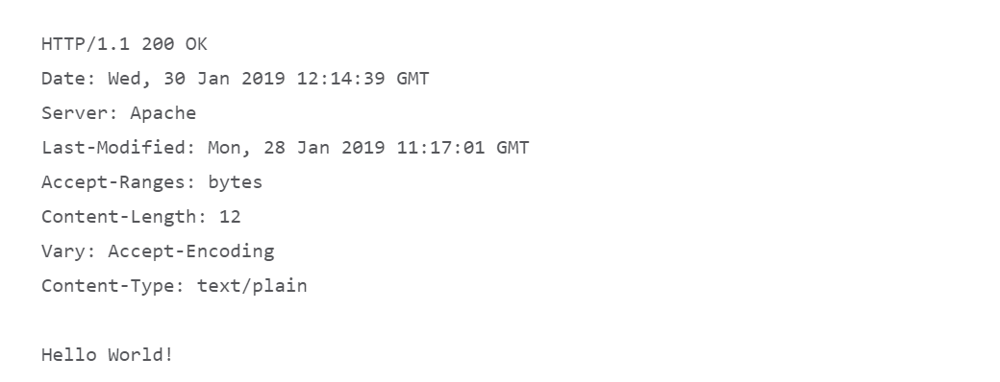 HTTP/1.1 200 OK
Date: Wed, 30 Jan 2019 12:14:39 GMT
Server: Apache
Last-Modified: Mon, 28 Jan 2019 11:17:01 GMT
Accept-Ranges: bytes
Content-Length: 12
Vary: Accept-Encoding
Content-Type: text/plain

Hello World!